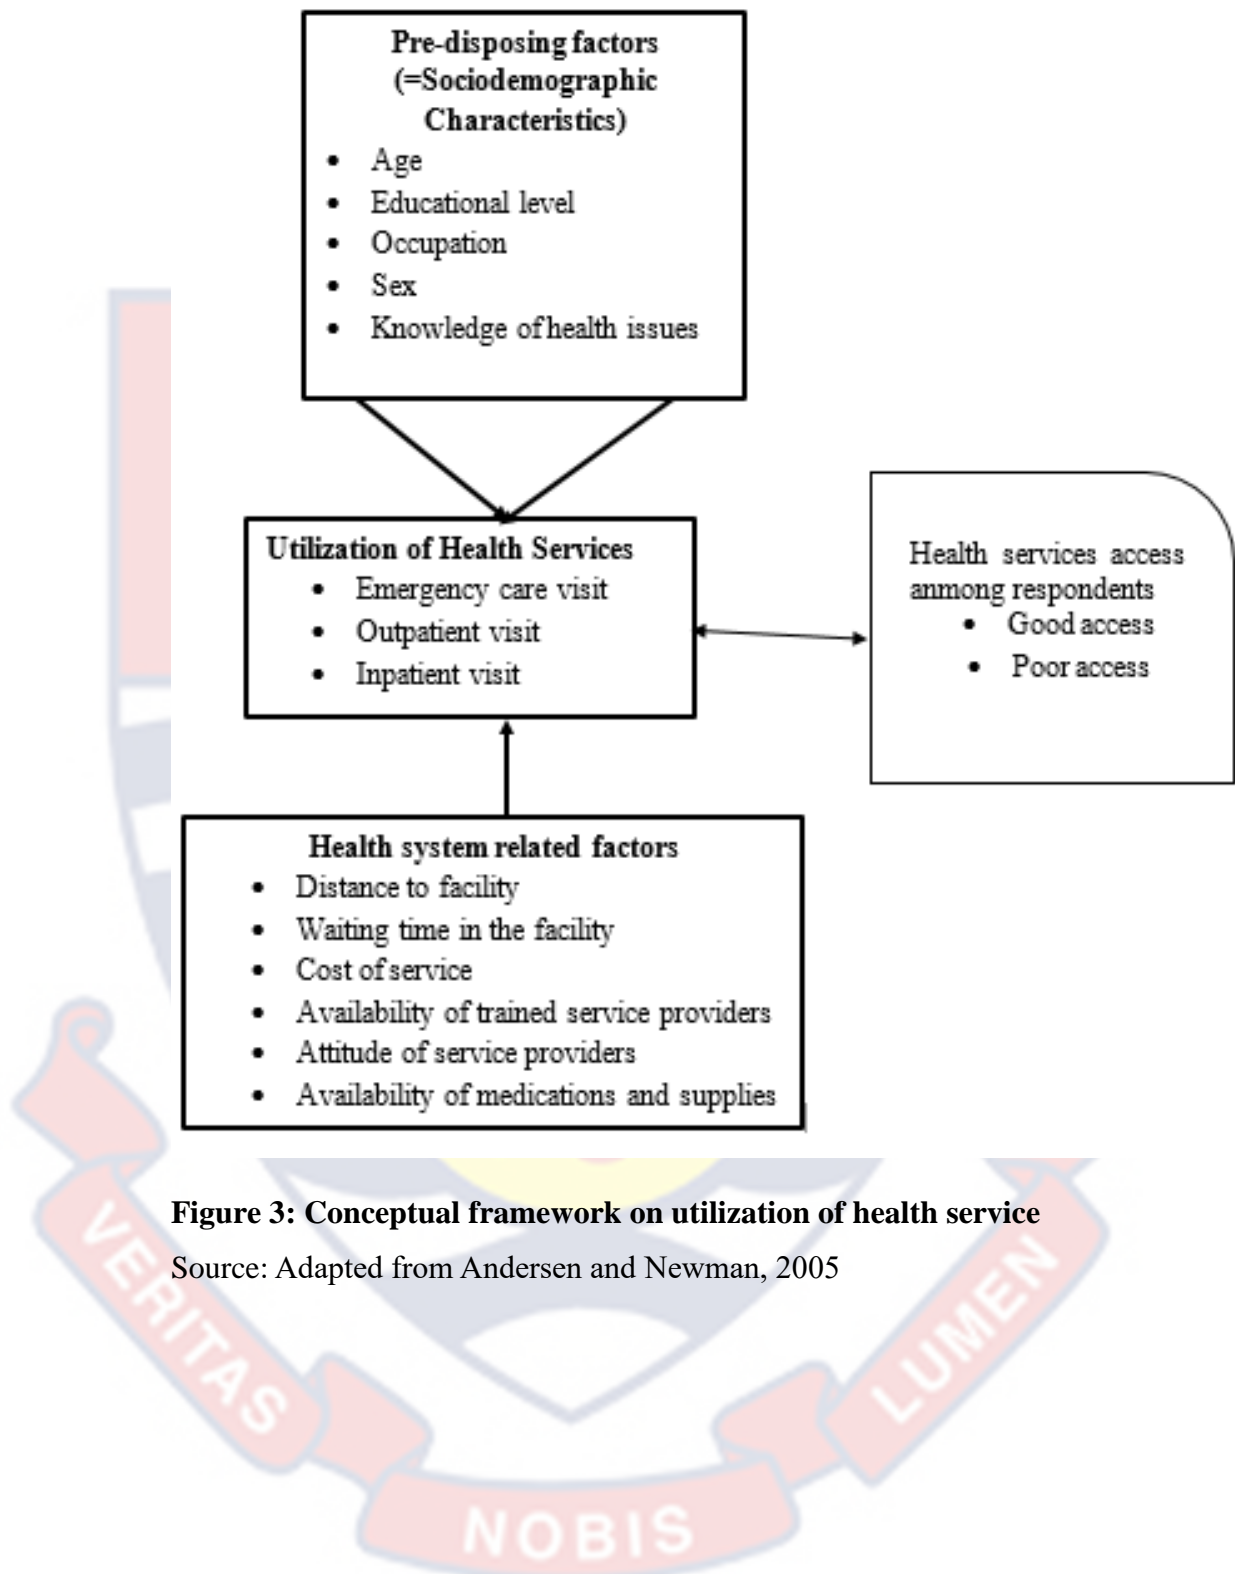 Pre-disposing factors
(=Sociodemographic
Characteristics)
• Age
• Educational level
• Occupation
• Sex
• Knowledge of health issues
Utilization of Health Services
• Emergency care visit
• Outpatient visit
• Inpatient visit
Health services access
anmong respondents
• Good access
• Poor access
Health system related factors
• Distance to facility
• Waiting time in the facility
• Cost of service
• Availability of trained service providers
• Attitude of service providers
• Availability of medications and supplies
Figure 3: Conceptual framework on utilization of health service
Source: Adapted from Andersen and Newman, 2005
VERITAS
NOBIS
LUMEN